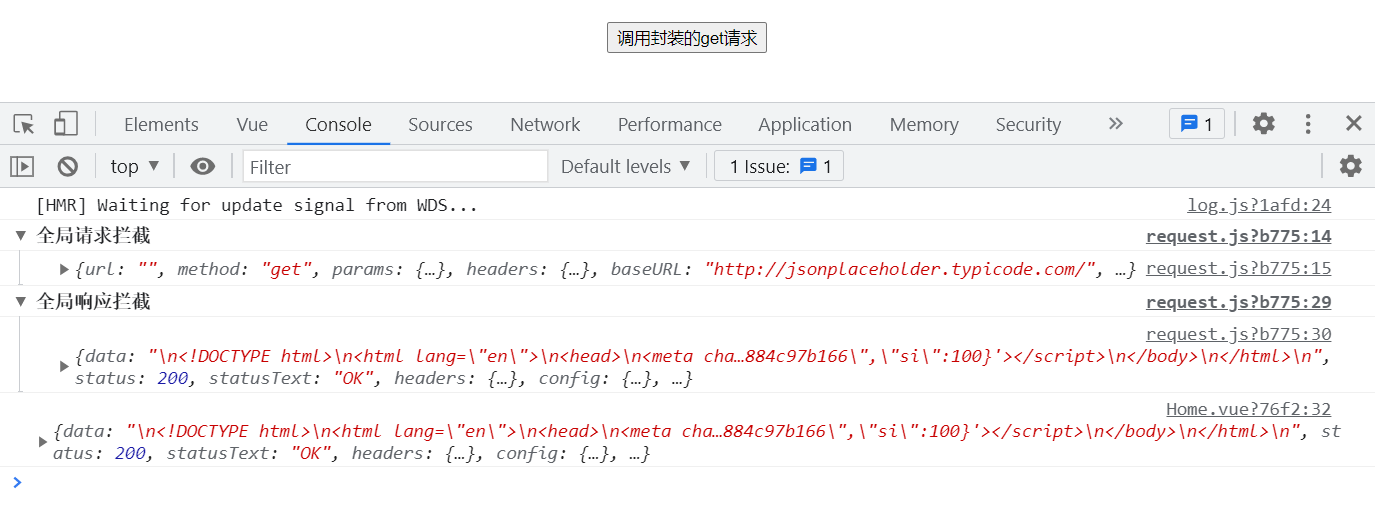 调用封装的get请求
Elements Vue Console Sources Network Performance Application Memory Security 1
top Filter Default levels 1 Issue: 1
[HMR] Waiting for update signal from WDS... log.js?1afd:24
全局请求拦截 request.js?b775:14
{url: "", method: "get", params: {…}, headers: {…}, baseURL: "http://jsonplaceholder.typicode.com/", …} request.js?b775:15
全局响应拦截 request.js?b775:29
request.js?b775:30
{data: "\n<!DOCTYPE html>\n<html lang=\"en\">\n<head>\n<meta cha…884c97b166\",\"si\":100}'></script>\n</body>\n</html>\n",
status: 200, statusText: "OK", headers: {…}, config: {…}, …}
Home.vue?76f2:32
{data: "\n<!DOCTYPE html>\n<html lang=\"en\">\n<head>\n<meta cha…884c97b166\",\"si\":100}'></script>\n</body>\n</html>\n", st
atus: 200, statusText: "OK", headers: {…}, config: {…}, …}